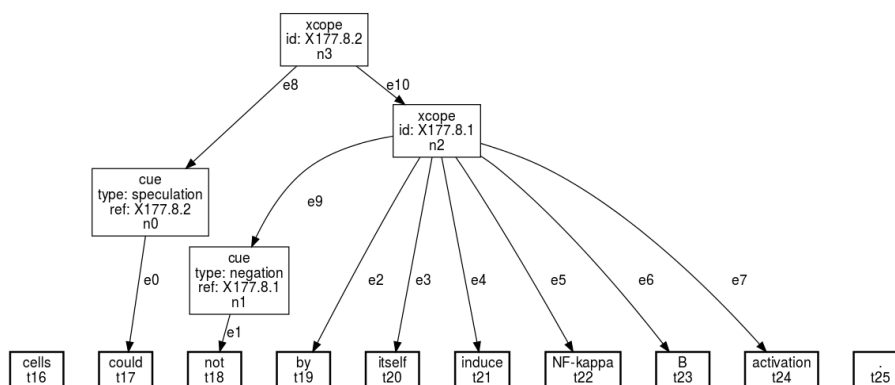 xcope
id: X177.8.2
n3
e8
e10
xcope
id: X177.8.1
n2
cue
type: speculation
ref: X177.8.2
n0
e9
cue
type: negation
ref: X177.8.1
n1
e0
e2
e3
e4
e5
e6
e7
e1
cells
t16
could
t17
not
t18
by
t19
itself
t20
induce
t21
NF-kappa
t22
B
t23
activation
t24
.
t25